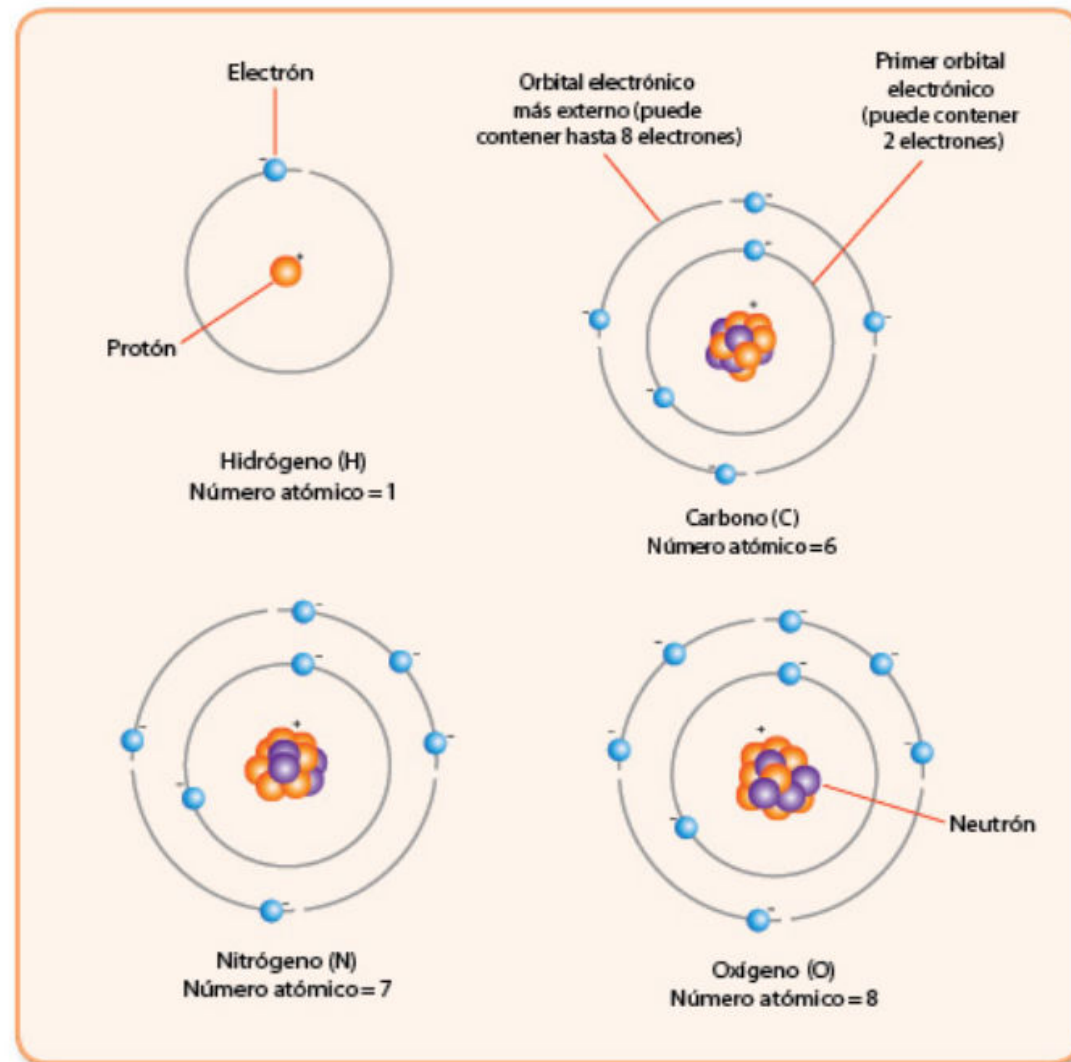 Electrón
Protón
Hidrógeno (H)
Número atómico = 1
Orbital electrónico
más externo (puede
contener hasta 8 electrones)
Primer orbital
electrónico
(puede contener
2 electrones)
Carbono (C)
Número atómico =6
Nitrógeno (N)
Número atómico = 7
Neutrón
Oxígeno (O)
Número atómico = 8